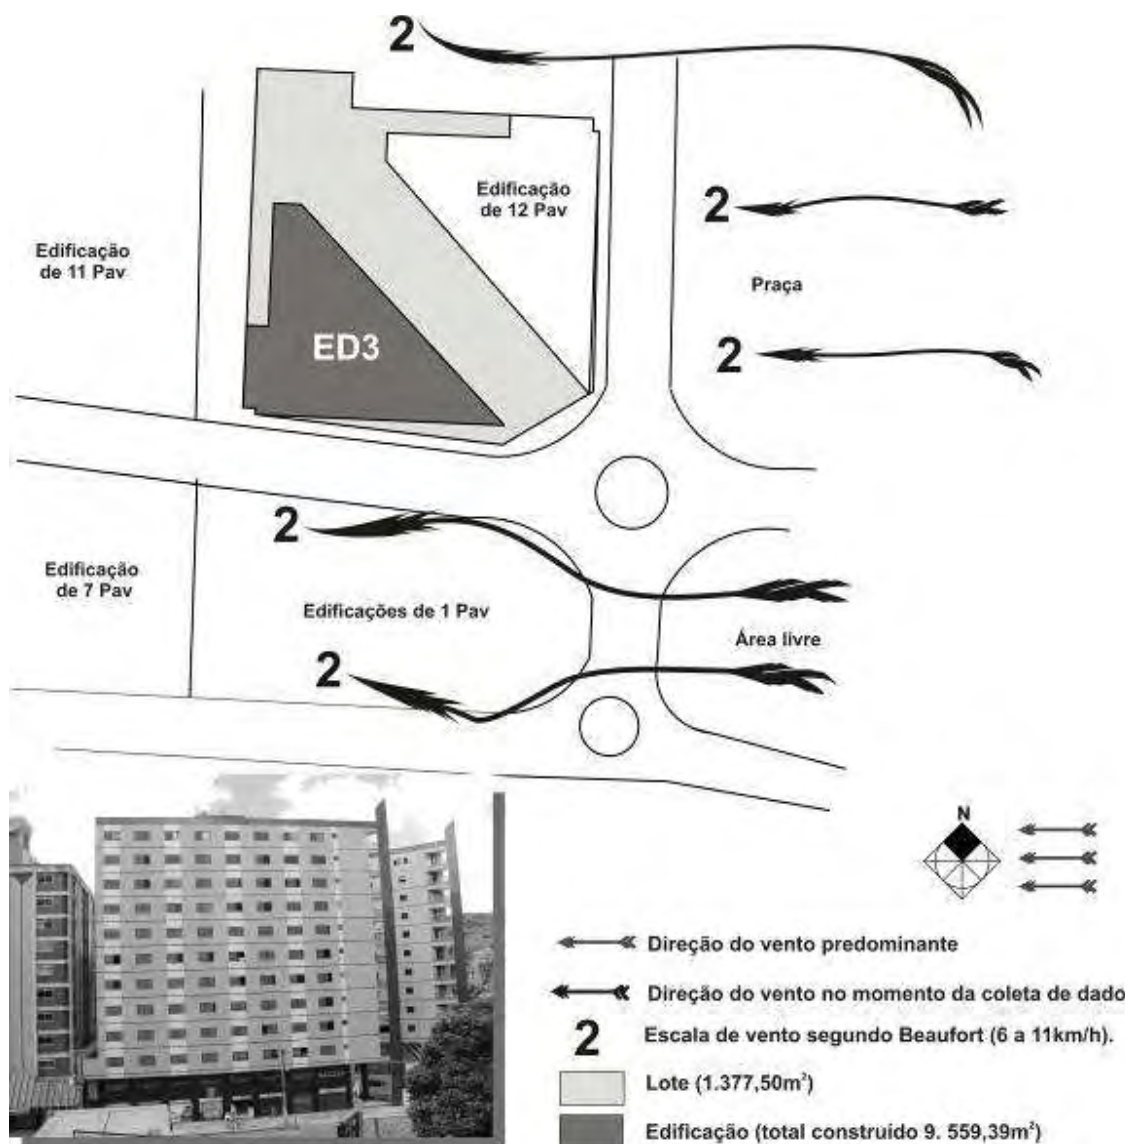 2
Edificação
de 12 Pav
2
Edificação
de 11 Pav
Praça
ED3
2
2
Edificação
de 7 Pav
Edificações de 1 Pav
Área livre
2
N
Direção do vento predominante
Direção do vento no momento da coleta de dado
2 Escala de vento segundo Beaufort (6 a 11km/h).
Lote (1.377,50m²)
Edificação (total construido 9. 559,39m²)